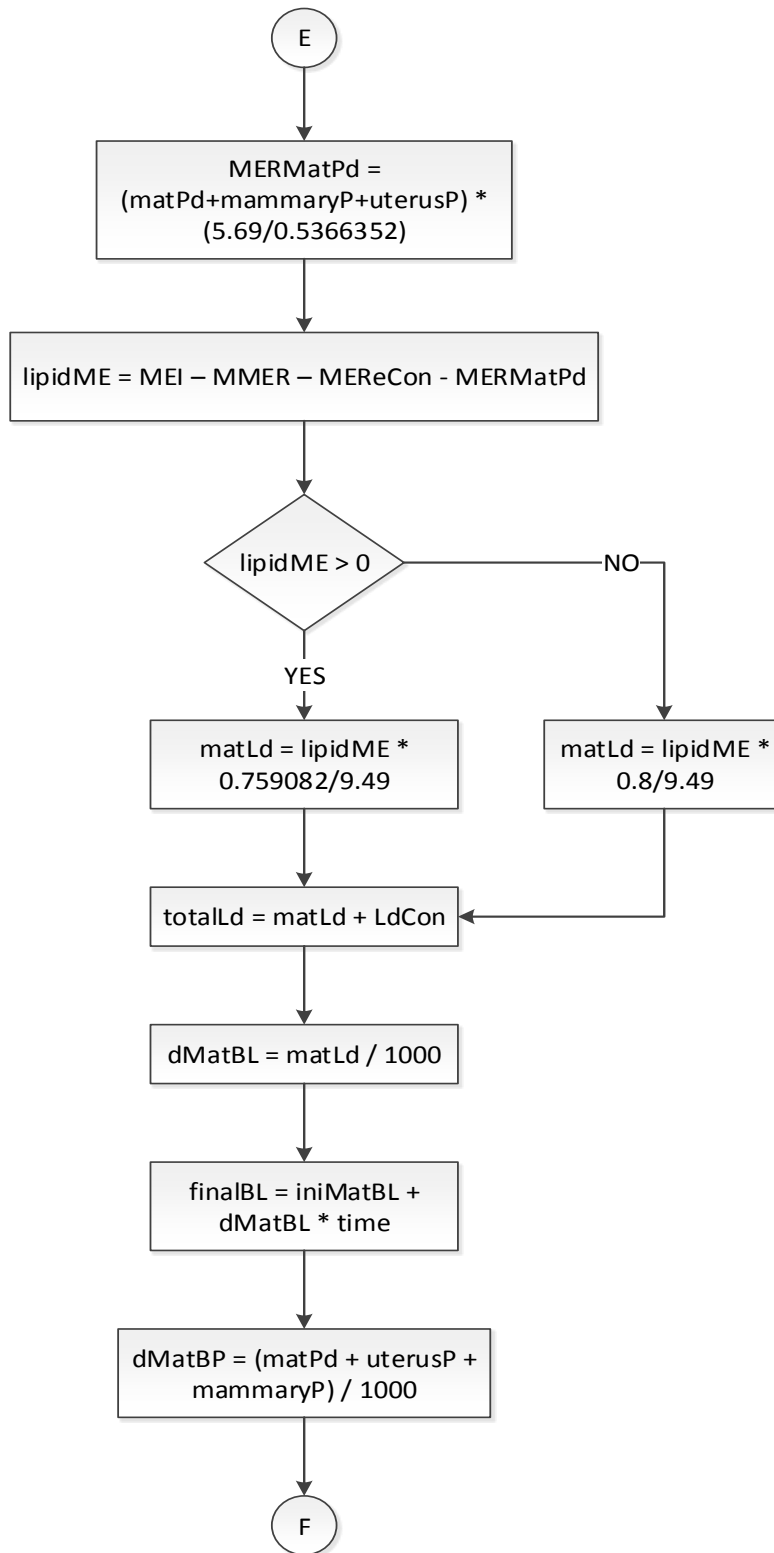 E
MERMatPd =
(matPd+mammaryP+uterusP) *
(5.69/0.5366352)
lipidME = MEI – MMER – MEReCon - MERMatPd
lipidME > 0
NO
YES
matLd = lipidME *
0.759082/9.49
matLd = lipidME *
0.8/9.49
totalLd = matLd + LdCon
dMatBL = matLd / 1000
finalBL = iniMatBL +
dMatBL * time
dMatBP = (matPd + uterusP +
mammaryP) / 1000
F